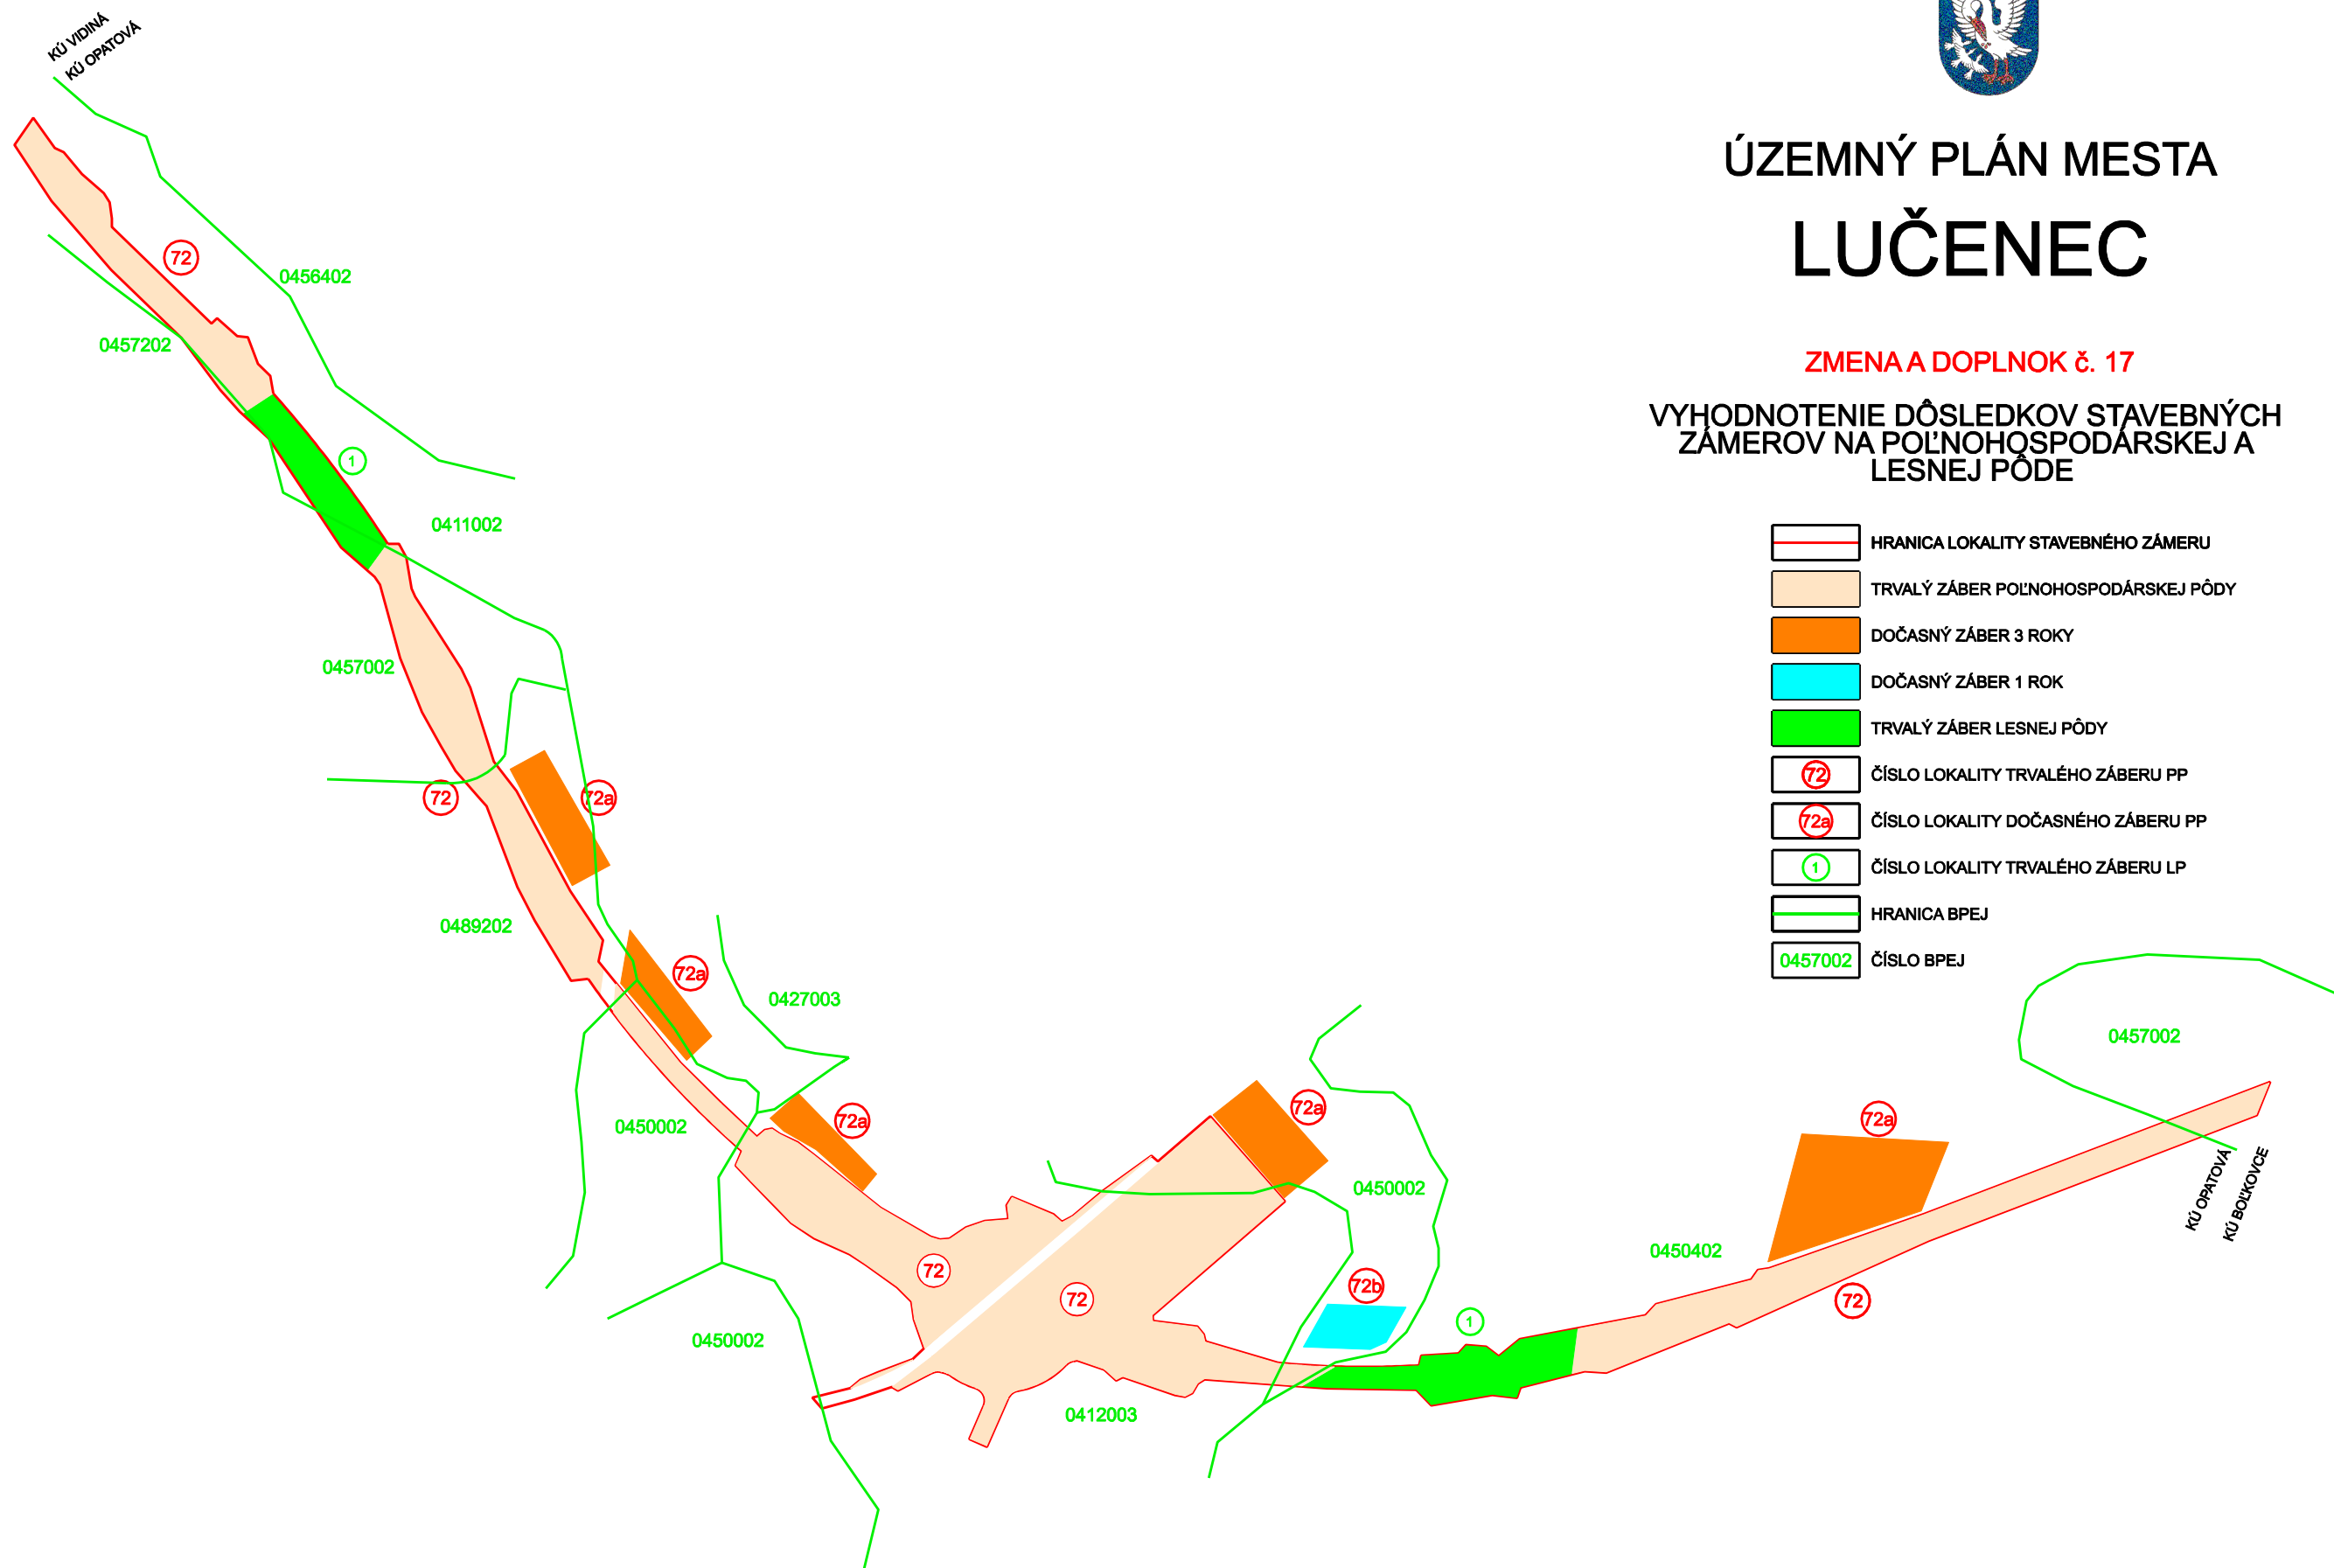 KÚ VIDINÁ
KÚ OPATOVÁ
ÚZEMNÝ PLÁN MESTA
LUČENEC
ZMENA A DOPLNOK č. 17
VYHODNOTENIE DÔSLEDKOV STAVEBNÝCH
ZÁMEROV NA POĽNOHOSPODÁRSKEJ A
LESNEJ PÔDE
HRANICA LOKALITY STAVEBNÉHO ZÁMERU
TRVALÝ ZÁBER POĽNOHOSPODÁRSKEJ PÔDY
DOČASNÝ ZÁBER 3 ROKY
DOČASNÝ ZÁBER 1 ROK
TRVALÝ ZÁBER LESNEJ PÔDY
72 ČÍSLO LOKALITY TRVALÉHO ZÁBERU PP
72a ČÍSLO LOKALITY DOČASNÉHO ZÁBERU PP
1 ČÍSLO LOKALITY TRVALÉHO ZÁBERU LP
HRANICA BPEJ
0457002 ČÍSLO BPEJ
72
0456402
0457202
1
0411002
0457002
72
72a
0489202
72a
0427003
0450002
72a
72a
0450002
72
72
72b
0450002
0412003
1
0450402
72a
72
0457002
KÚ OPATOVÁ
KÚ BOĽKOVCE